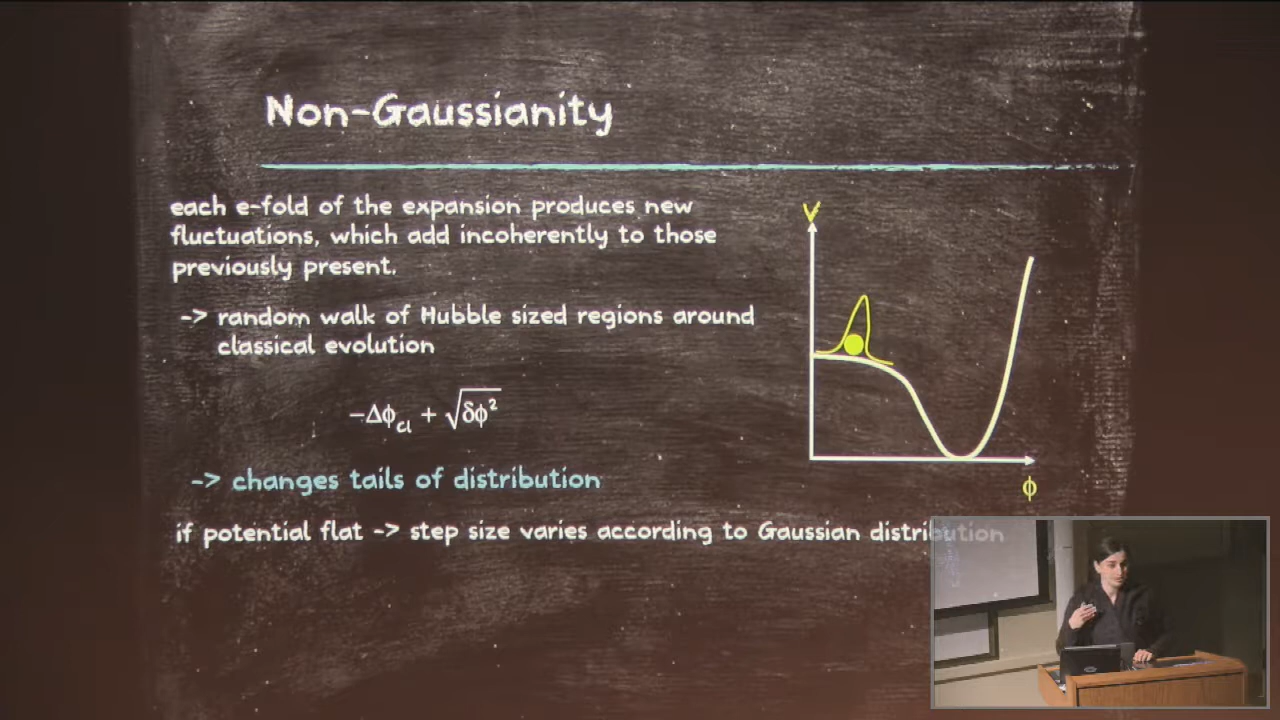 Non-Gaussianity
each e-fold of the expansion produces new
fluctuations, which add incoherently to those
previously present.
-> random walk of Hubble sized regions around
classical evolution
−Δϕ_cl + √δϕ²
-> changes tails of distribution
if potential flat -> step size varies according to Gaussian distribution
V
ϕ